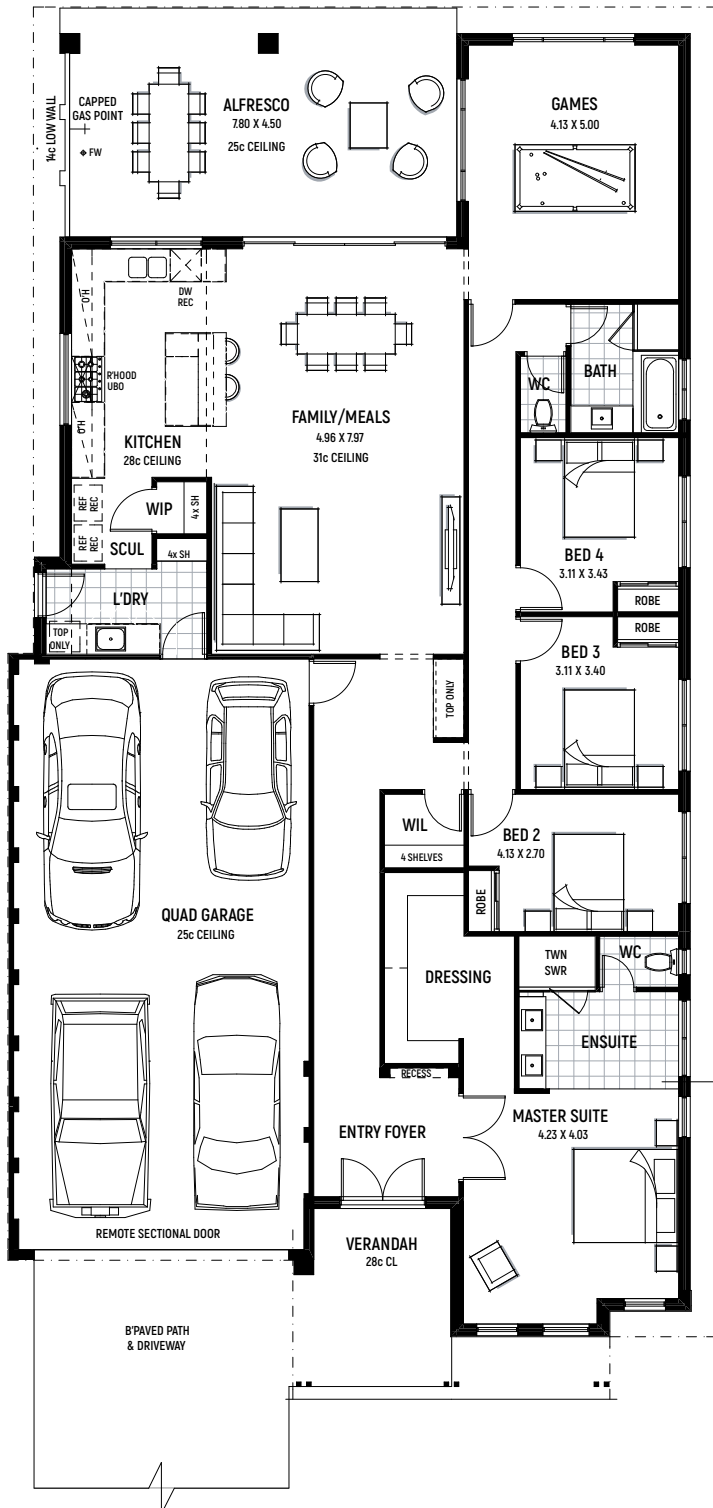 ALFRESCO
7.80 X 4.50
25c CEILING
CAPPED
GAS POINT
FW
14c LOW WALL
GAMES
4.13 X 5.00
O'H
DW
REC
R'HOOD
UBO
O'H
KITCHEN
28c CEILING
FAMILY/MEALS
4.96 X 7.97
31c CEILING
WC
BATH
REF
REC
REF
REC
WIP
4 x SH
SCUL
4x SH
L'DRY
TOP
ONLY
BED 4
3.11 X 3.43
ROBE
ROBE
BED 3
3.11 X 3.40
TOP ONLY
WIL
4 SHELVES
BED 2
4.13 X 2.70
ROBE
QUAD GARAGE
25c CEILING
DRESSING
TWN
SWR
WC
ENSUITE
RECESS
ENTRY FOYER
MASTER SUITE
4.23 X 4.03
REMOTE SECTIONAL DOOR
VERANDAH
28c CL
B'PAVED PATH
& DRIVEWAY